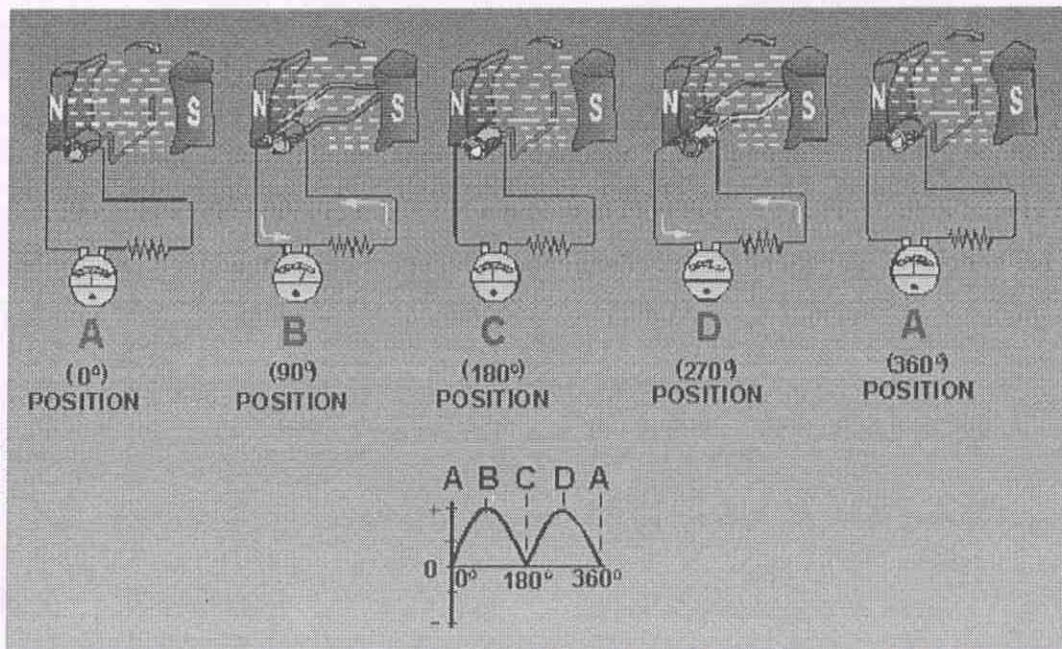 N S N S N S N S N S
A B C D A
(0°) (90°) (180°) (270°) (360°)
POSITION POSITION POSITION POSITION POSITION
A B C D A
+
0 0° 180° 360°
-